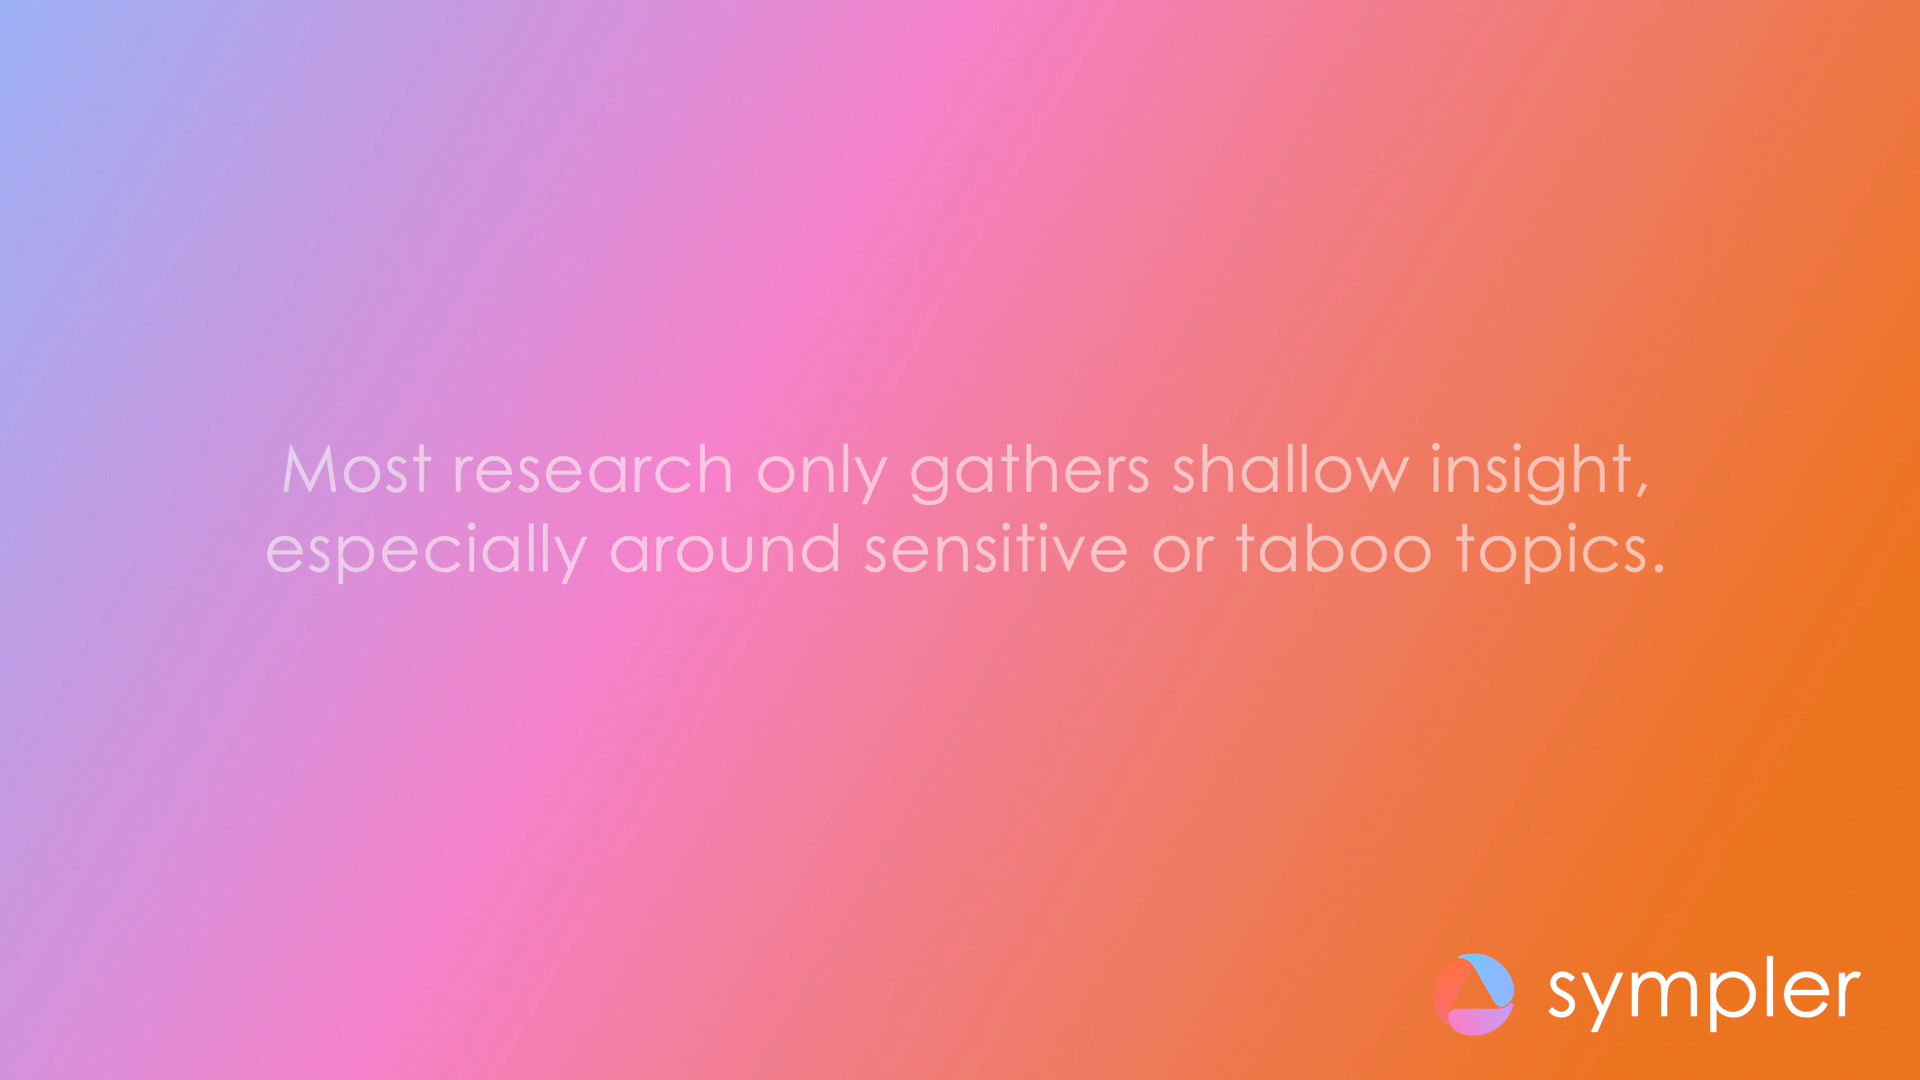 Most research only gathers shallow insight,
especially around sensitive or taboo topics.
sympler